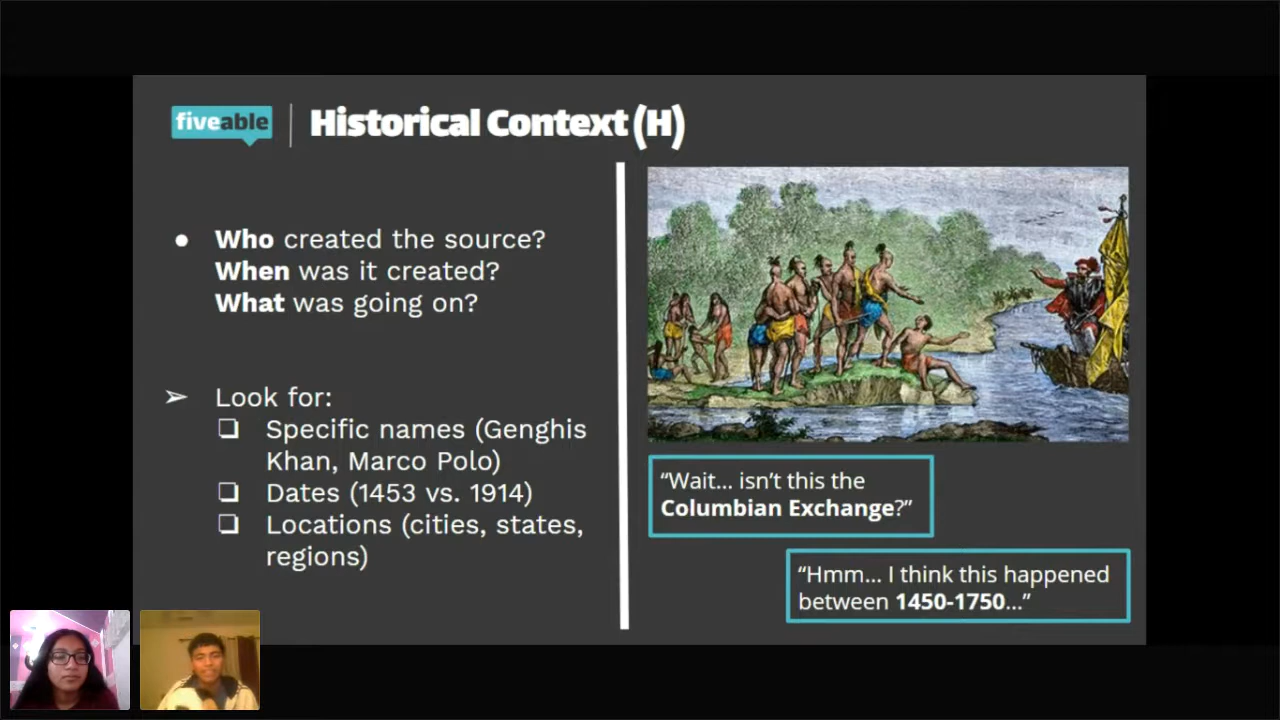 fiveable
Historical Context (H)
● Who created the source?
When was it created?
What was going on?
➢ Look for:
❏ Specific names (Genghis
Khan, Marco Polo)
❏ Dates (1453 vs. 1914)
❏ Locations (cities, states,
regions)
“Wait... isn’t this the
Columbian Exchange?”
“Hmm... I think this happened
between 1450-1750...”